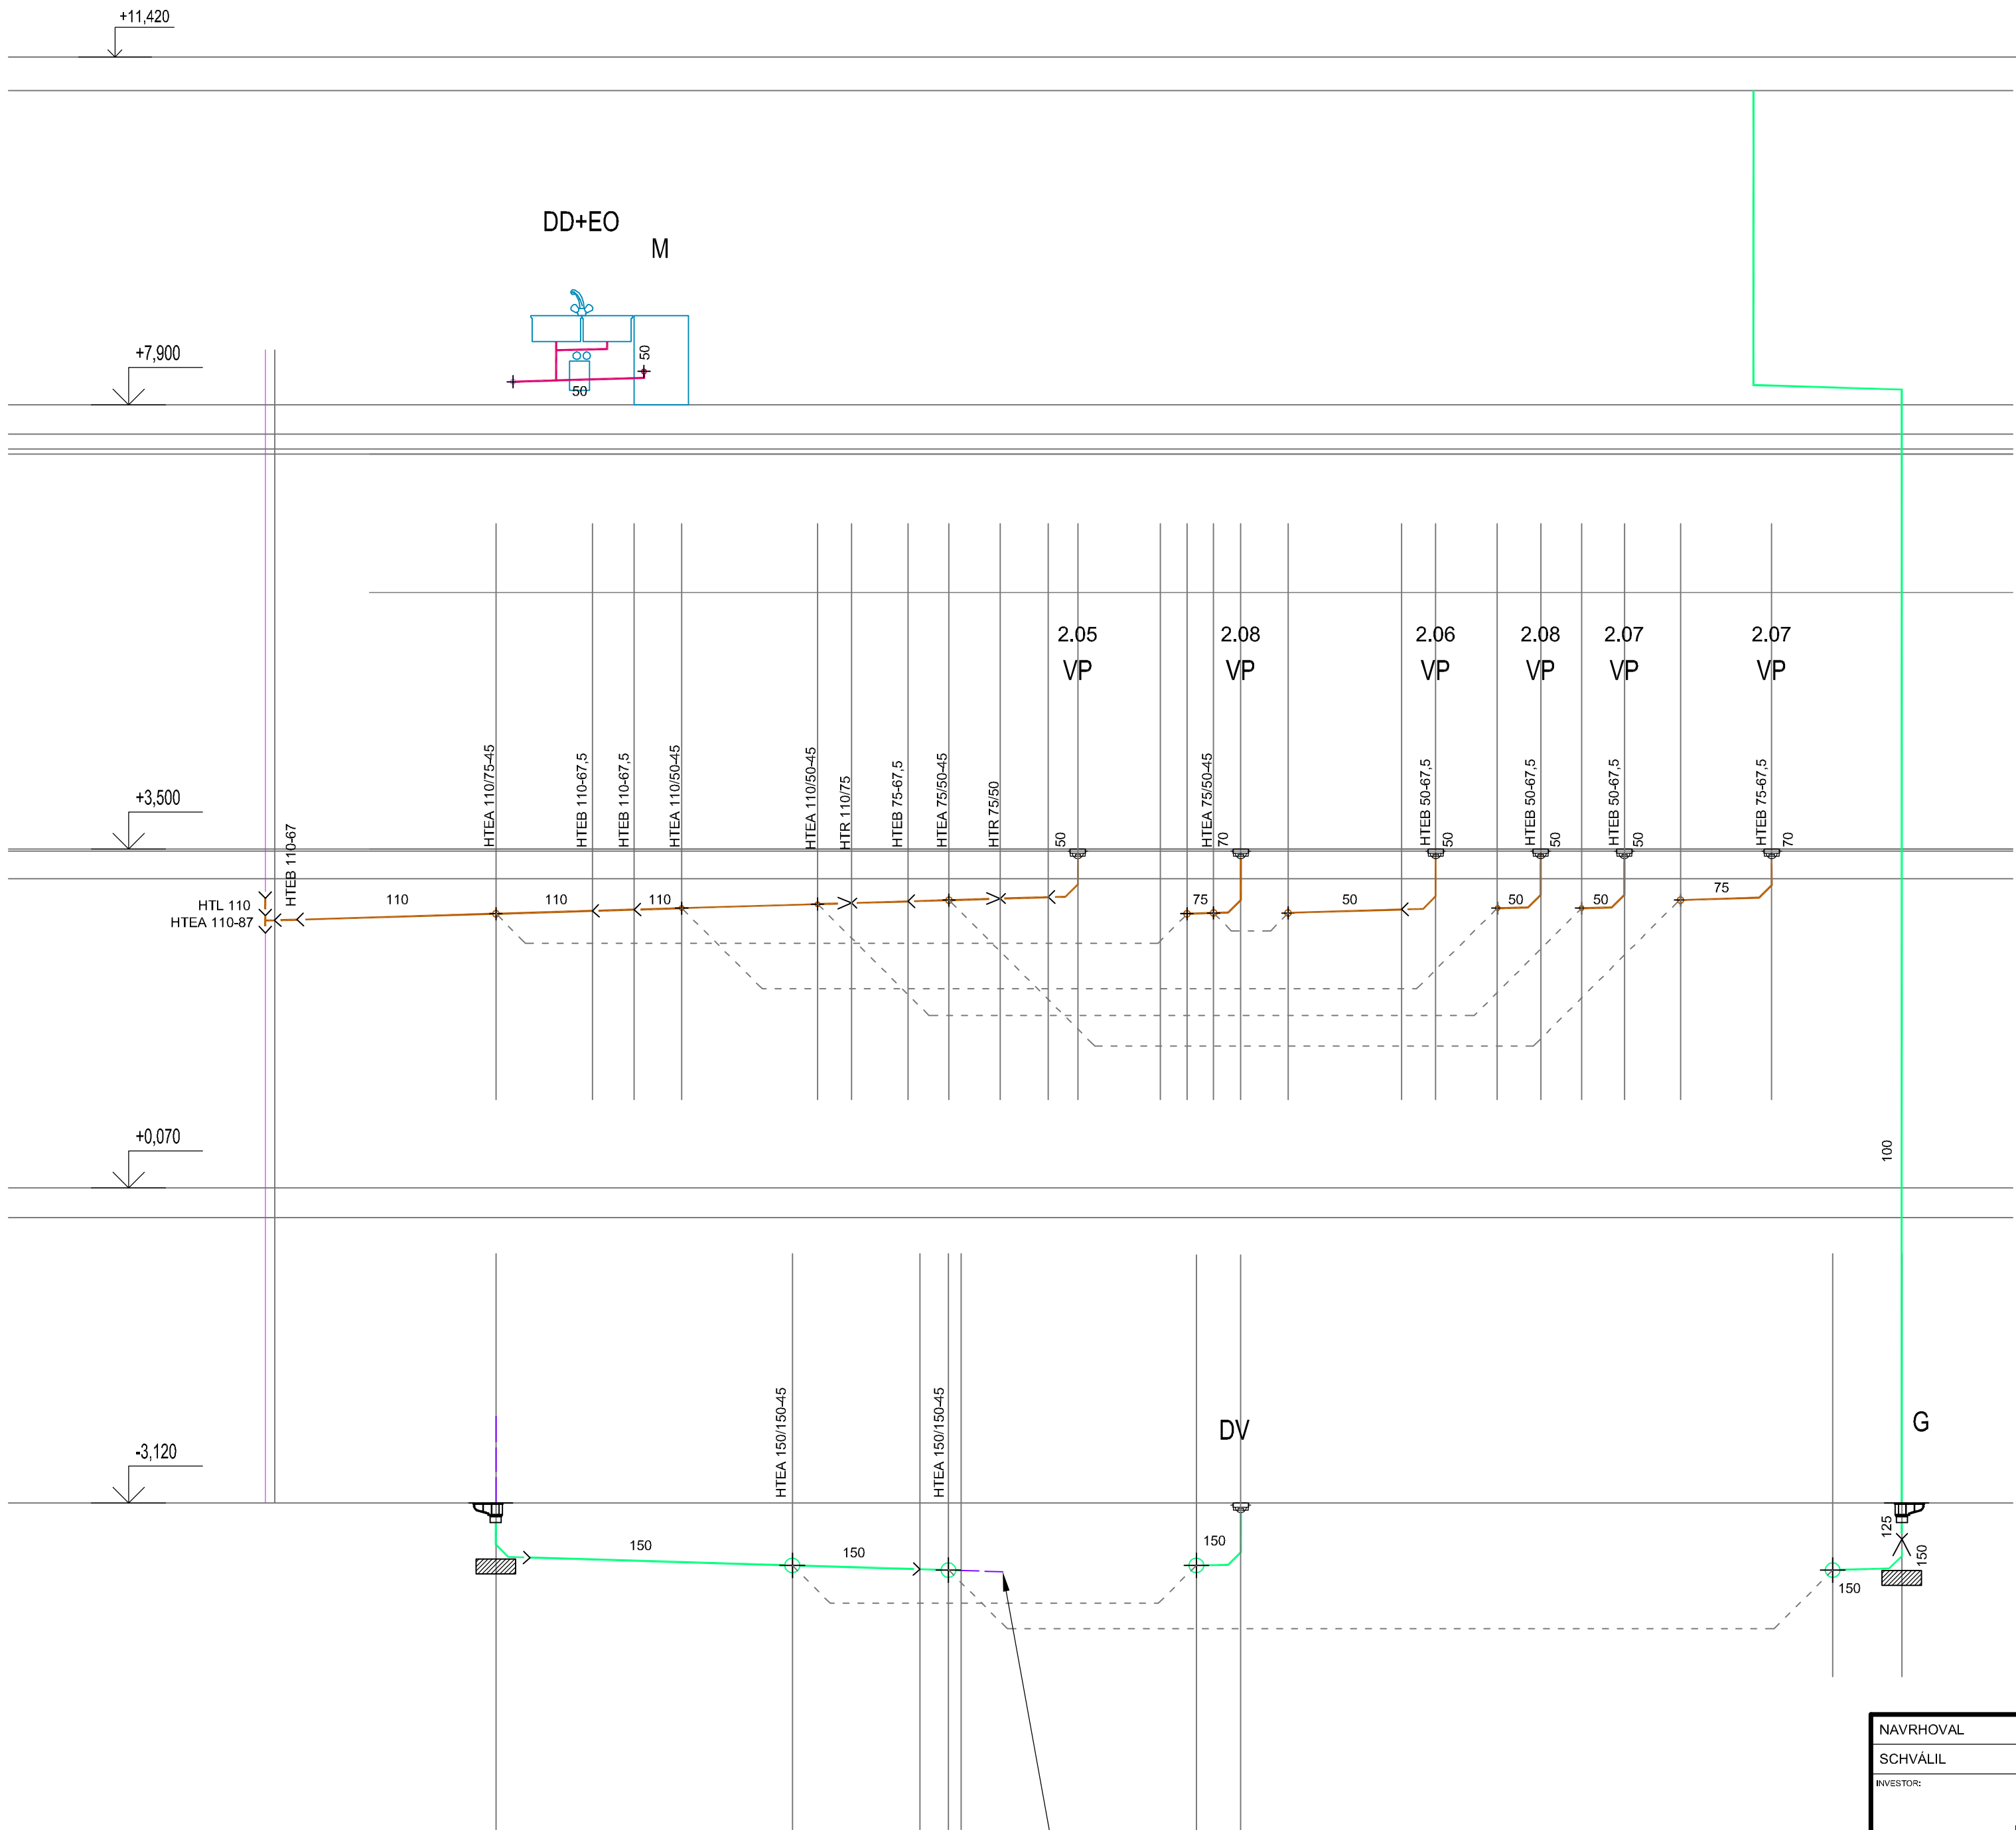 +11,420
DD+EO
M
+7,900
50
50
2.05
VP
2.08
VP
2.06
VP
2.08
VP
2.07
VP
2.07
VP
+3,500
HTEB 110-67
HTEA 110/75-45
HTEB 110-67,5
HTEB 110-67,5
HTEA 110/50-45
HTEA 110/50-45
HTR 110/75
HTEB 75-67,5
HTEA 75/50-45
HTR 75/50
50
HTEA 75/50-45
70
HTEB 50-67,5
50
HTEB 50-67,5
50
HTEB 50-67,5
50
HTEB 75-67,5
70
HTL 110
HTEA 110-87
110
110
110
75
50
50
50
75
+0,070
100
HTEA 150/150-45
HTEA 150/150-45
DV
G
-3,120
150
150
150
125
150
150
NAVRHOVAL
SCHVÁLIL
INVESTOR: